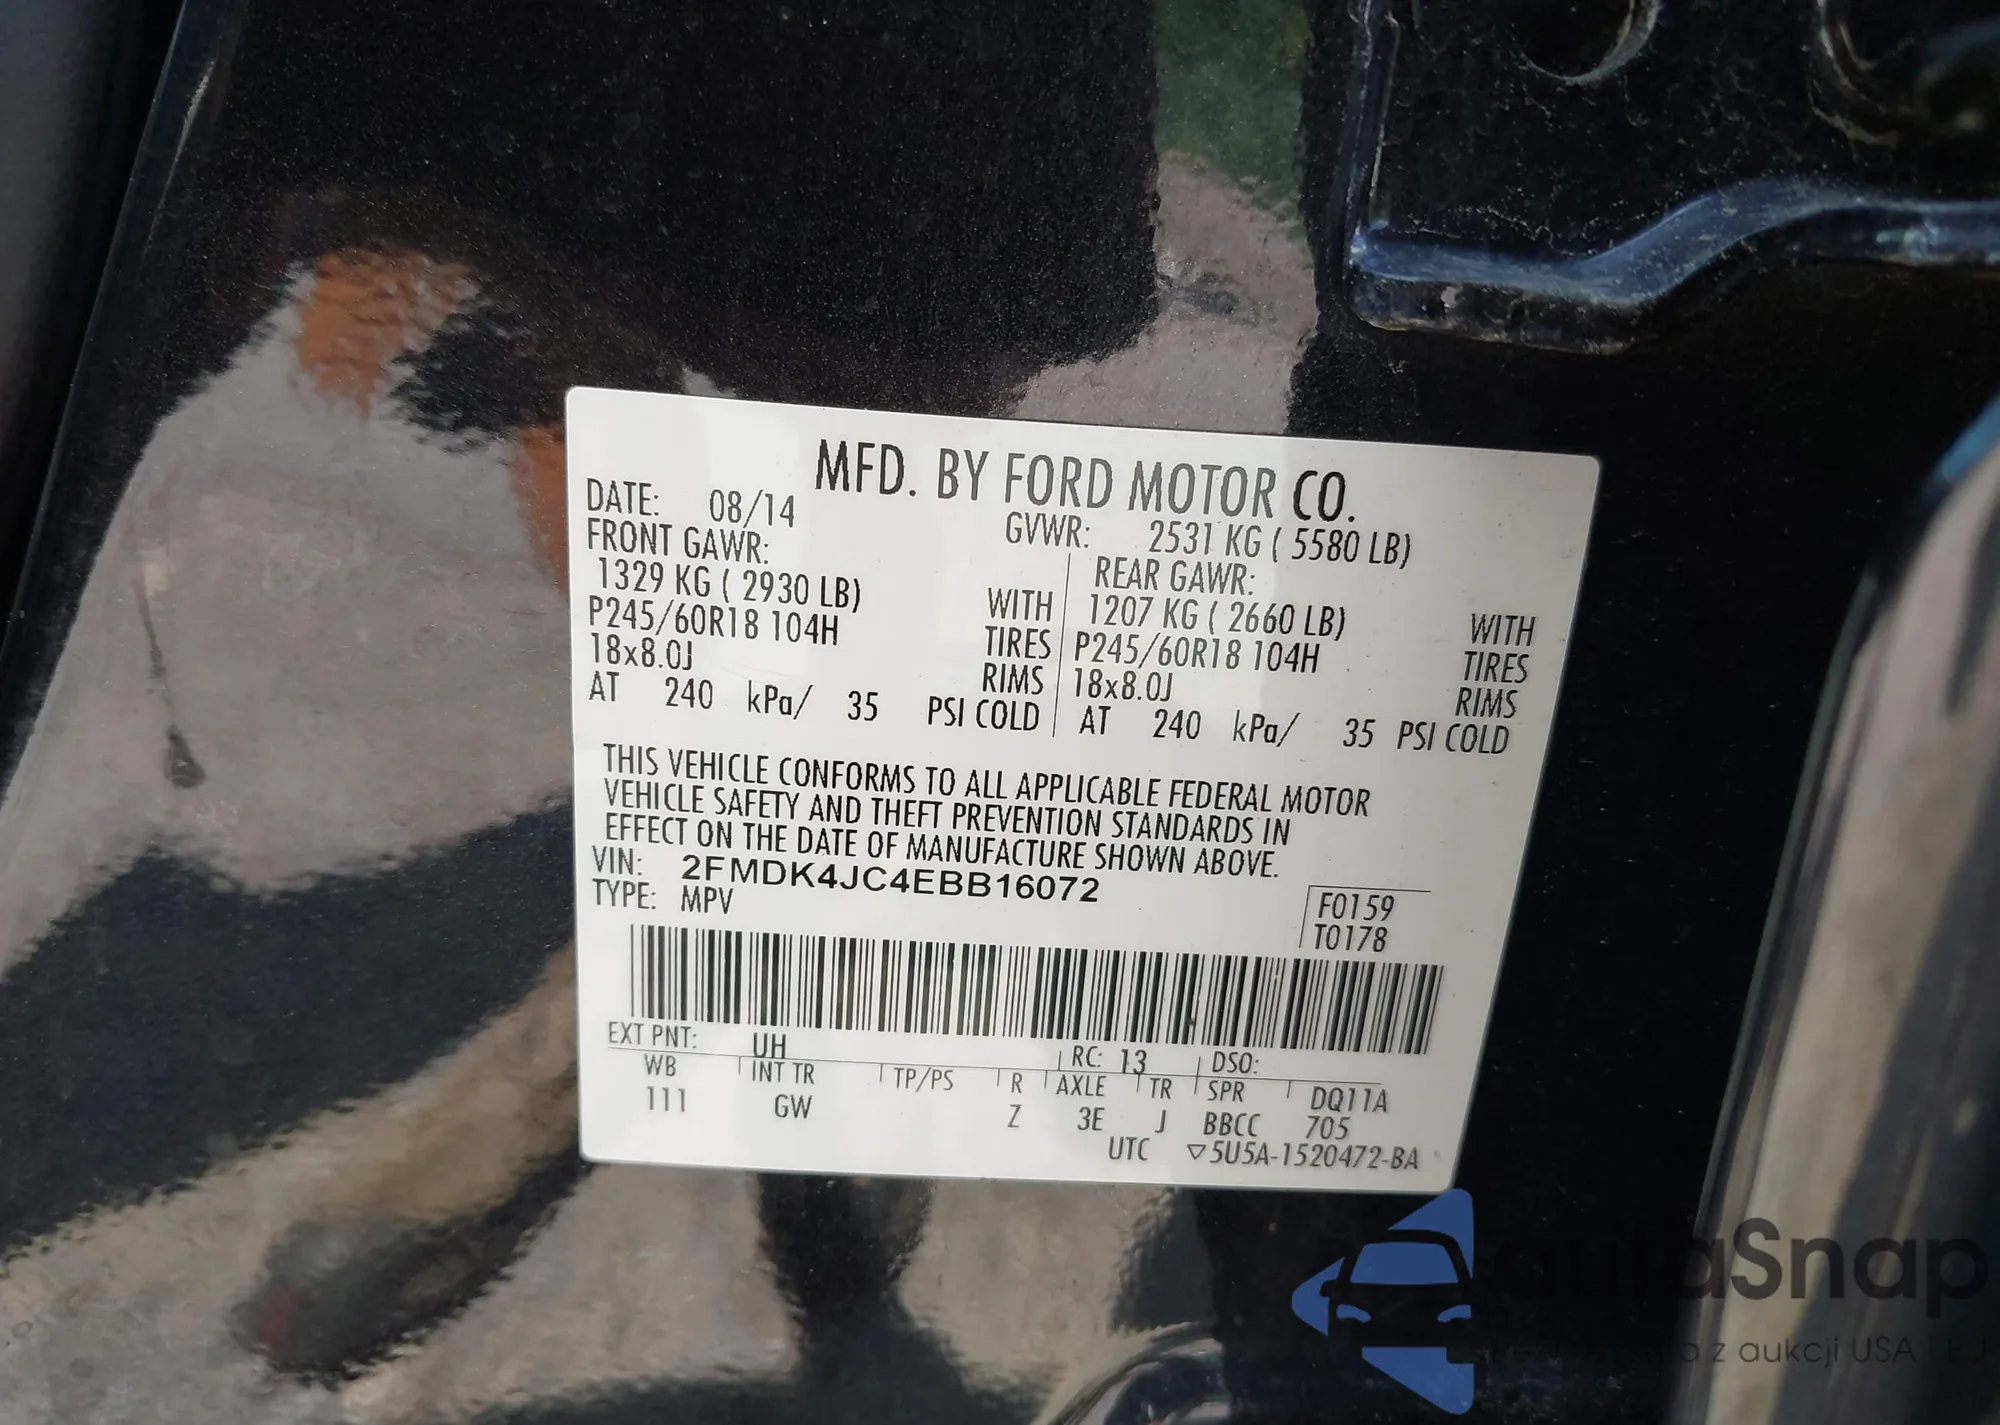 MFD. BY FORD MOTOR CO.
DATE: 08/14 GVWR: 2531 KG ( 5580 LB)
FRONT GAWR: REAR GAWR:
1329 KG ( 2930 LB) WITH 1207 KG ( 2660 LB) WITH
P245/60R18 104H TIRES P245/60R18 104H TIRES
18x8.0J RIMS 18x8.0J RIMS
AT 240 kPa/ 35 PSI COLD AT 240 kPa/ 35 PSI COLD
THIS VEHICLE CONFORMS TO ALL APPLICABLE FEDERAL MOTOR
VEHICLE SAFETY AND THEFT PREVENTION STANDARDS IN
EFFECT ON THE DATE OF MANUFACTURE SHOWN ABOVE.
VIN: 2FMDK4JC4EBB16072
TYPE: MPV
F0159
T0178
EXT PNT: UH RC: 13 DSO:
WB INT TR TP/PS R AXLE TR SPR DQ11A
111 GW Z 3E J BBCC 705
UTC ▽5U5A-1520472-BA
Snap
z aukcji USA